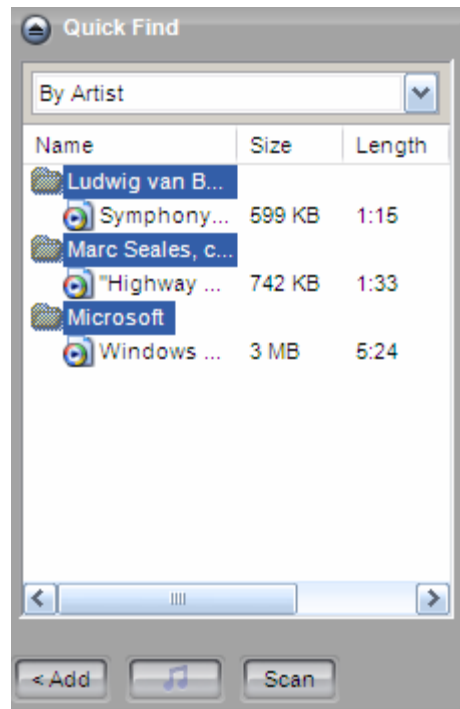 Quick Find
By Artist
Name Size Length
Ludwig van B...
Symphony... 599 KB 1:15
Marc Seales, c...
"Highway ... 742 KB 1:33
Microsoft
Windows ... 3 MB 5:24
< Add Scan